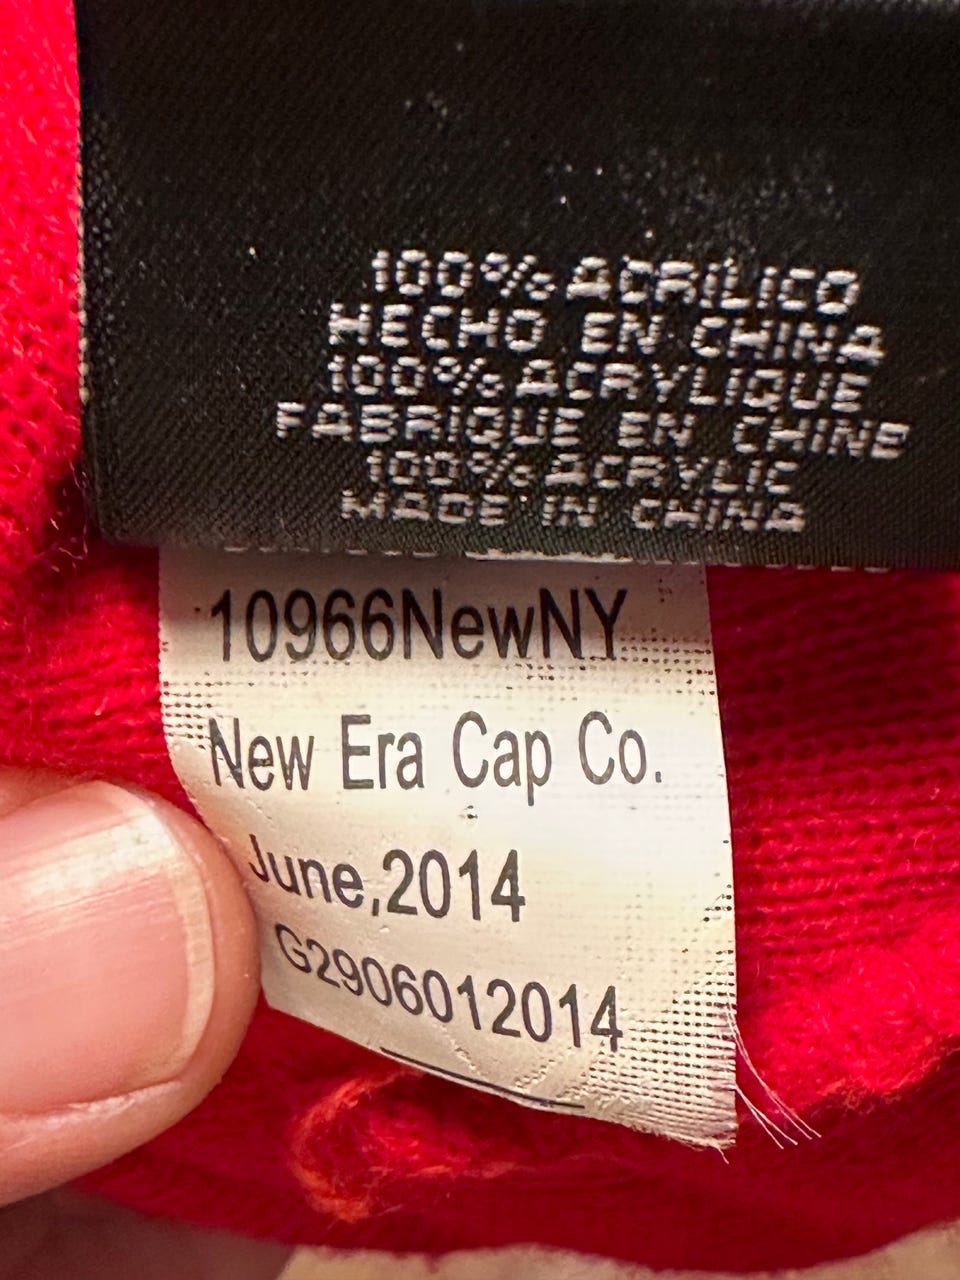 100% ACRILICO
HECHO EN CHINA
100% ACRYLIQUE
FABRIQUE EN CHINE
100% ACRYLIC
MADE IN CHINA
10966NewNY
New Era Cap Co.
June,2014
G2906012014